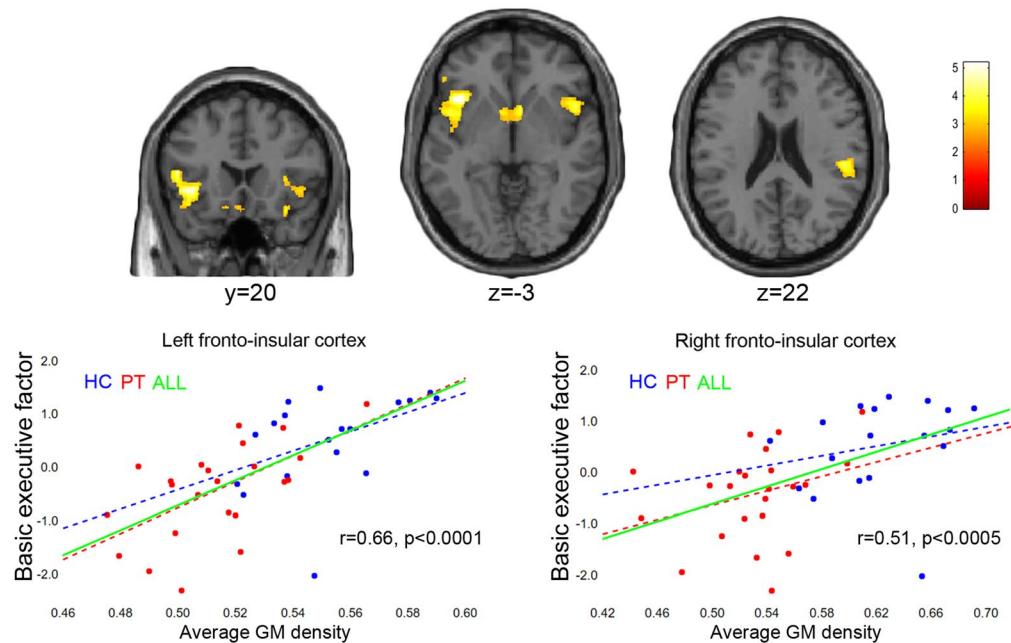 5
4
3
2
1
0
y=20
z=-3
z=22
Left fronto-insular cortex
Basic executive factor
2.0
1.0
0.0
-1.0
-2.0
HC PT ALL
r=0.66, p<0.0001
0.46 0.48 0.50 0.52 0.54 0.56 0.58 0.60
Average GM density
Right fronto-insular cortex
Basic executive factor
2.0
1.0
0.0
-1.0
-2.0
HC PT ALL
r=0.51, p<0.0005
0.42 0.46 0.50 0.54 0.58 0.62 0.66 0.70
Average GM density